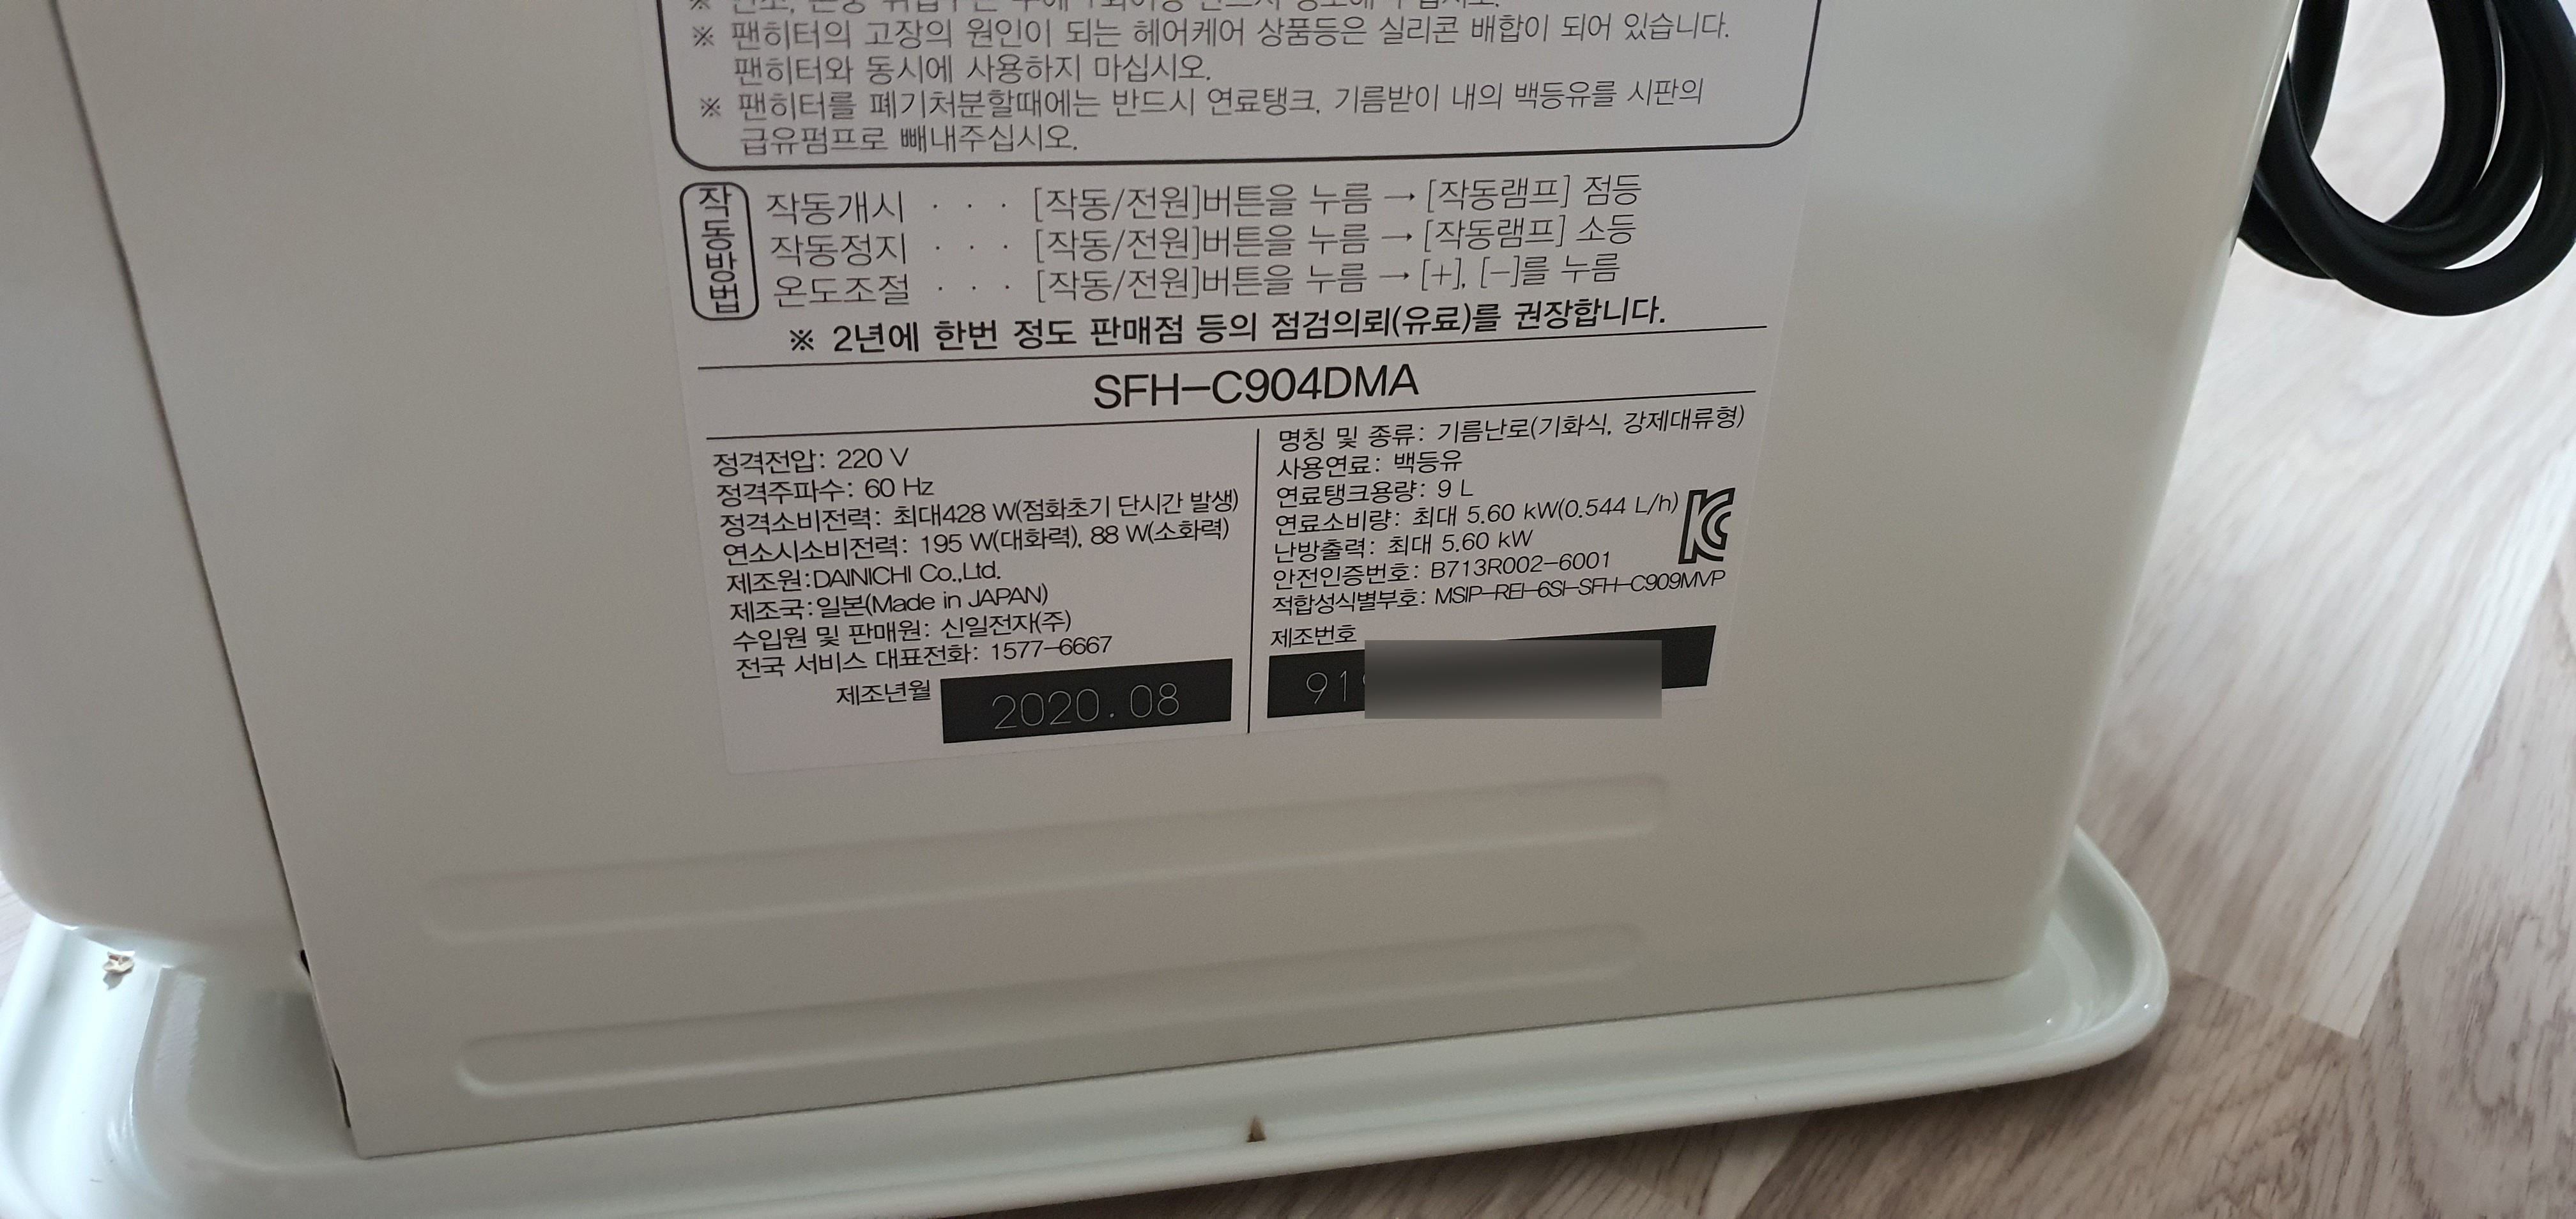 ※ 팬히터의 고장의 원인이 되는 헤어케어 상품등은 실리콘 배합이 되어 있습니다.
팬히터와 동시에 사용하지 마십시오.
※ 팬히터를 폐기처분할때에는 반드시 연료탱크, 기름받이 내의 백등유를 시판의
급유펌프로 빼내주십시오.
작동방법
작동개시 · · · [작동/전원]버튼을 누름 → [작동램프] 점등
작동정지 · · · [작동/전원]버튼을 누름 → [작동램프] 소등
온도조절 · · · [작동/전원]버튼을 누름 → [+], [−]를 누름
※ 2년에 한번 정도 판매점 등의 점검의뢰(유료)를 권장합니다.
SFH−C904DMA
정격전압: 220 V
정격주파수: 60 Hz
정격소비전력: 최대428 W(점화초기 단시간 발생)
연소시소비전력: 195 W(대화력), 88 W(소화력)
제조원:DAINICHI Co.,Ltd.
제조국:일본(Made in JAPAN)
수입원 및 판매원: 신일전자(주)
전국 서비스 대표전화: 1577−6667
제조년월 2020.08
명칭 및 종류: 기름난로(기화식, 강제대류형)
사용연료: 백등유
연료탱크용량: 9 L
연료소비량: 최대 5.60 kW(0.544 L/h)
난방출력: 최대 5.60 kW
안전인증번호: B713R002−6001
적합성식별부호: MSIP−REI−6SI−SFH−C909MVP
제조번호
91